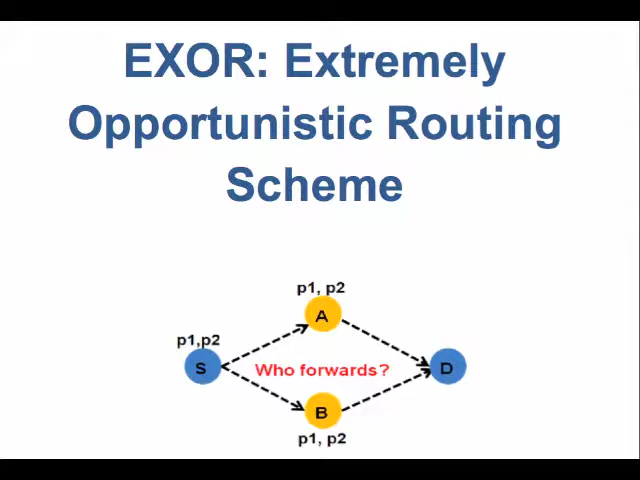 EXOR: Extremely
Opportunistic Routing
Scheme
p1, p2
A
p1,p2
S
Who forwards?
D
B
p1, p2